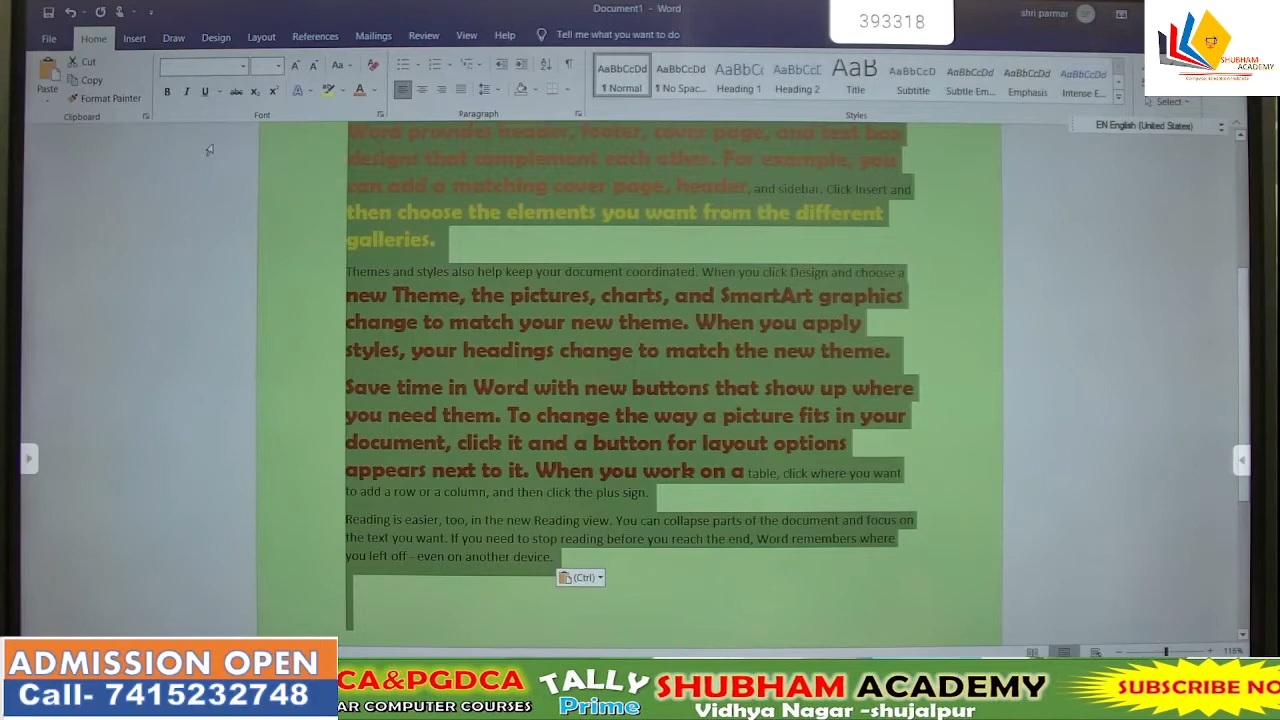 Document1 - Word
393318
shri parmar
SHUBHAM
ACADEMY
File Home Insert Draw Design Layout References Mailings Review View Help Tell me what you want to do
Cut
Copy
Format Painter
Paste
Clipboard
Font
Paragraph
Styles
AaBbCcDd
¶ Normal
AaBbCcDd
¶ No Spac...
AaBbC(
Heading 1
AaBbCcE
Heading 2
AaB
Title
AaBbCcD
Subtitle
AaBbCcDd
Subtle Em...
AaBbCcDd
Emphasis
AaBbCcDd
Intense E...
Select
EN English (United States)
Word provides header, footer, cover page, and text box
designs that complement each other. For example, you
can add a matching cover page, header, and sidebar. Click Insert and
then choose the elements you want from the different
galleries.
Themes and styles also help keep your document coordinated. When you click Design and choose a
new Theme, the pictures, charts, and SmartArt graphics
change to match your new theme. When you apply
styles, your headings change to match the new theme.
Save time in Word with new buttons that show up where
you need them. To change the way a picture fits in your
document, click it and a button for layout options
appears next to it. When you work on a table, click where you want
to add a row or a column, and then click the plus sign.
Reading is easier, too, in the new Reading view. You can collapse parts of the document and focus on
the text you want. If you need to stop reading before you reach the end, Word remembers where
you left off - even on another device.
(Ctrl)
116%
ADMISSION OPEN
Call- 7415232748
CA&PGDCA
AR COMPUTER COURSES
TALLY
Prime
SHUBHAM ACADEMY
Vidhya Nagar -shujalpur
SUBSCRIBE NO